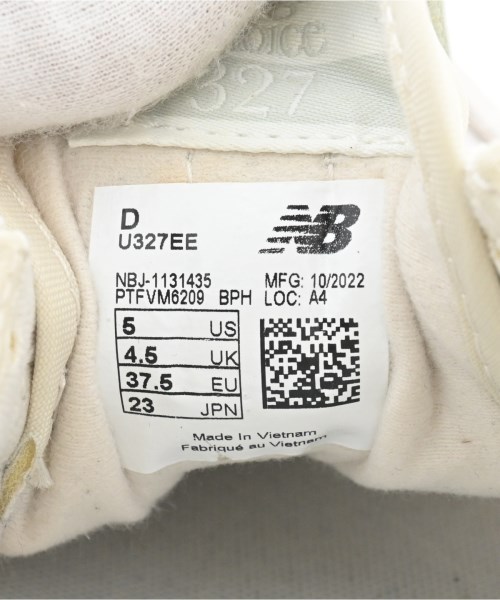 327
D
U327EE
NB
NBJ-1131435 MFG: 10/2022
PTFVM6209 BPH LOC: A4
5 US
4.5 UK
37.5 EU
23 JPN
Made In Vietnam
Fabriqué au Vietnam